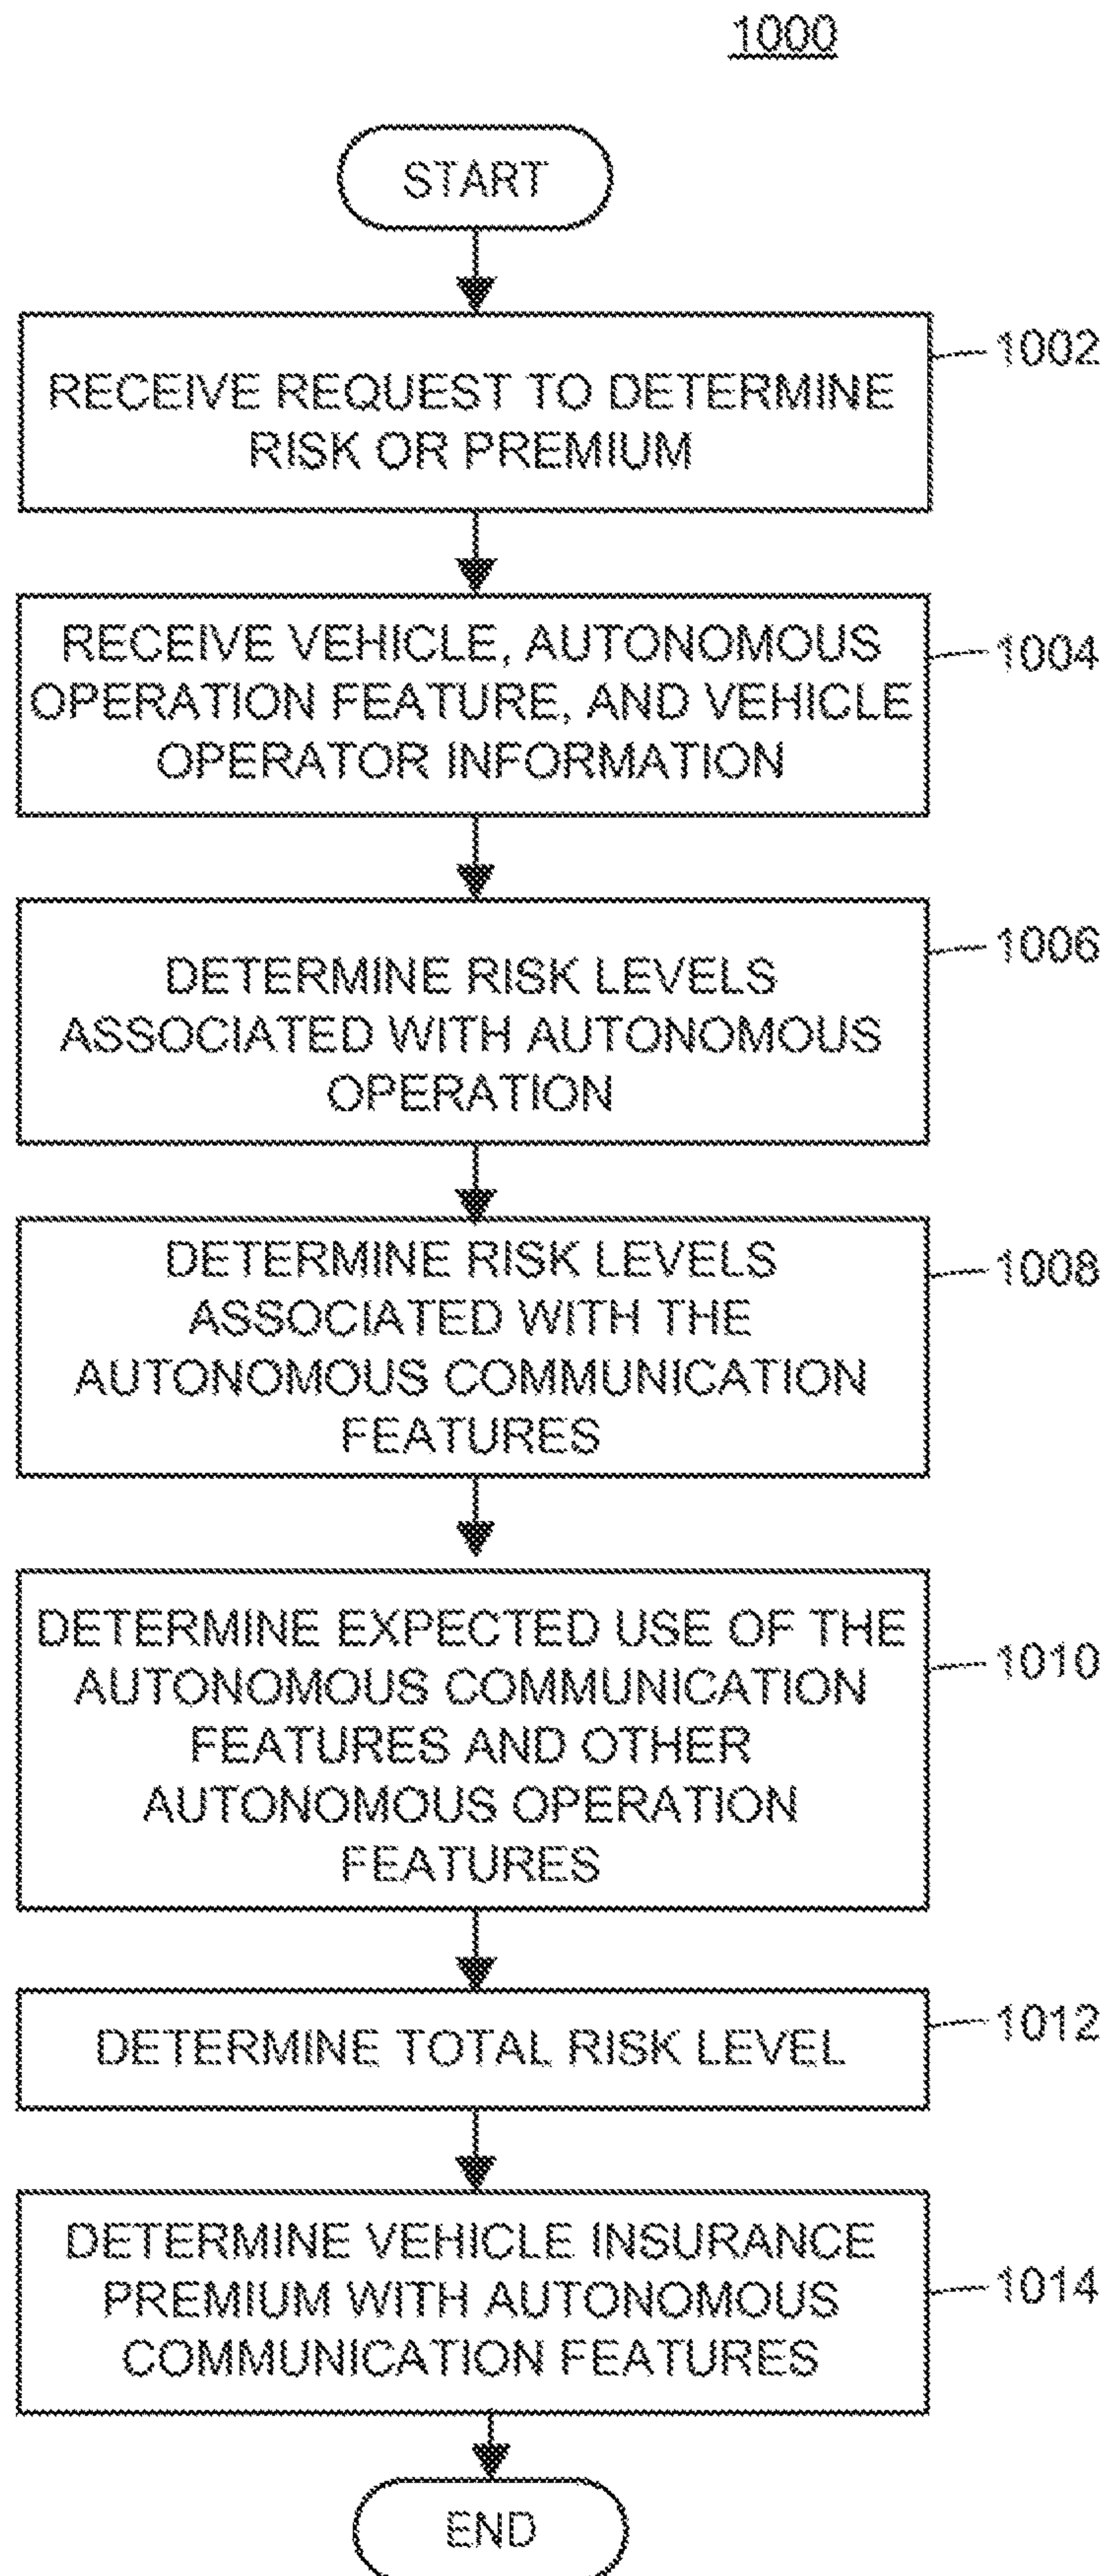 1000
START
RECEIVE REQUEST TO DETERMINE
RISK OR PREMIUM
1002
RECEIVE VEHICLE, AUTONOMOUS
OPERATION FEATURE, AND VEHICLE
OPERATOR INFORMATION
1004
DETERMINE RISK LEVELS
ASSOCIATED WITH AUTONOMOUS
OPERATION
1006
DETERMINE RISK LEVELS
ASSOCIATED WITH THE
AUTONOMOUS COMMUNICATION
FEATURES
1008
DETERMINE EXPECTED USE OF THE
AUTONOMOUS COMMUNICATION
FEATURES AND OTHER
AUTONOMOUS OPERATION
FEATURES
1010
DETERMINE TOTAL RISK LEVEL
1012
DETERMINE VEHICLE INSURANCE
PREMIUM WITH AUTONOMOUS
COMMUNICATION FEATURES
1014
END